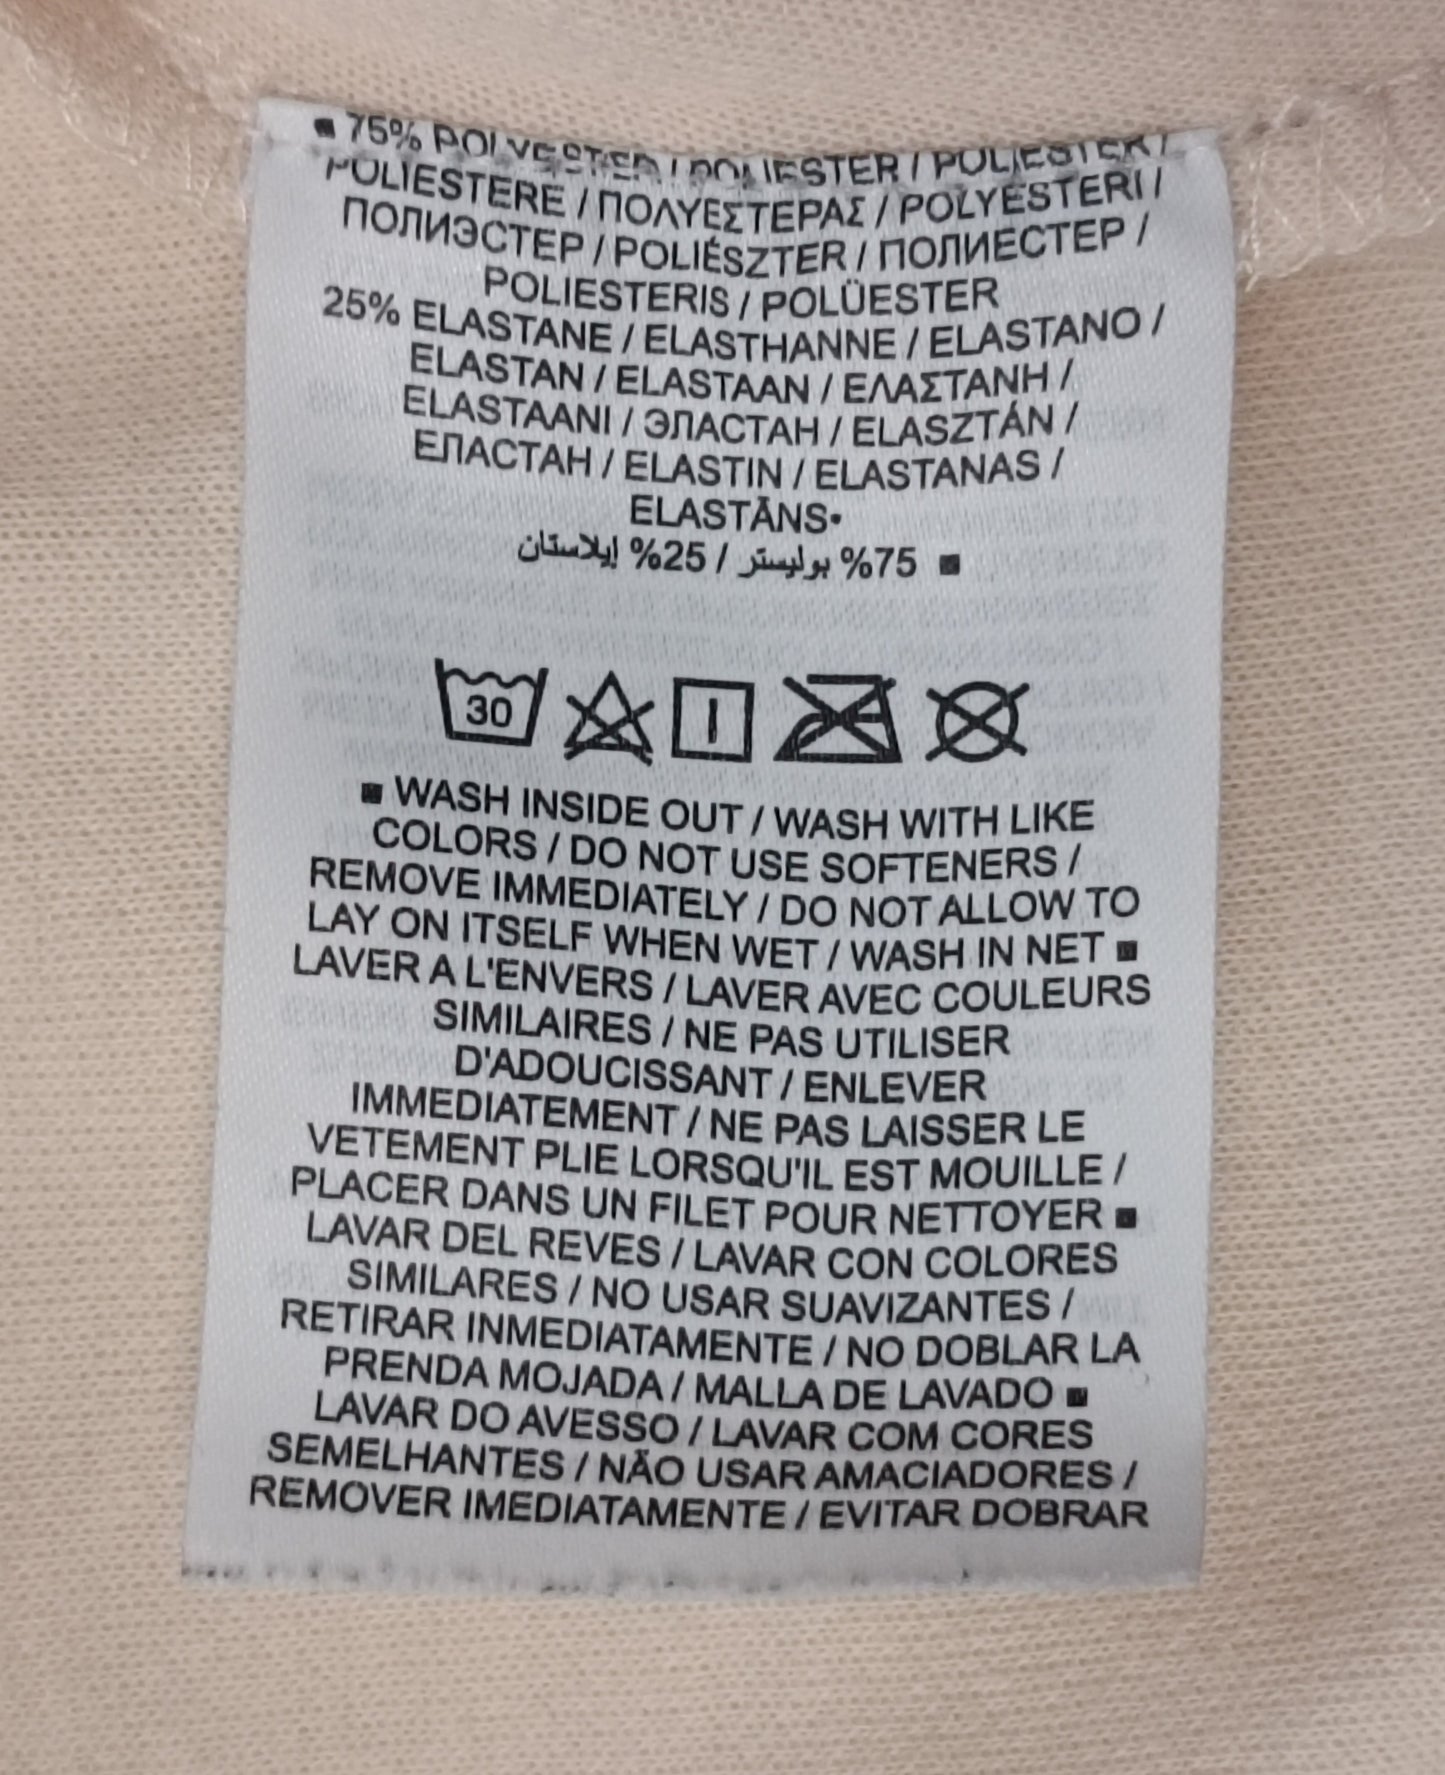 ■ 75% POLYESTER / POLIESTER / POLIESTER /
POLIESTERE / ΠΟΛΥΕΣΤΕΡΑΣ / POLYESTERI /
ПОЛИЭСТЕР / POLIÉSZTER / ПОЛИЕСТЕР /
POLIESTERIS / POLÜESTER
25% ELASTANE / ELASTHANNE / ELASTANO /
ELASTAN / ELASTAAN / ΕΛΑΣΤΑΝΗ /
ELASTAANI / ЭЛАСТАН / ELASZTÁN /
ЕЛАСТАН / ELASTIN / ELASTANAS /
ELASTĀNS•
■ 75% بوليستر / 25% إيلاستان
30
■ WASH INSIDE OUT / WASH WITH LIKE
COLORS / DO NOT USE SOFTENERS /
REMOVE IMMEDIATELY / DO NOT ALLOW TO
LAY ON ITSELF WHEN WET / WASH IN NET ■
LAVER A L'ENVERS / LAVER AVEC COULEURS
SIMILAIRES / NE PAS UTILISER
D'ADOUCISSANT / ENLEVER
IMMEDIATEMENT / NE PAS LAISSER LE
VETEMENT PLIE LORSQU'IL EST MOUILLE /
PLACER DANS UN FILET POUR NETTOYER ■
LAVAR DEL REVES / LAVAR CON COLORES
SIMILARES / NO USAR SUAVIZANTES /
RETIRAR INMEDIATAMENTE / NO DOBLAR LA
PRENDA MOJADA / MALLA DE LAVADO ■
LAVAR DO AVESSO / LAVAR COM CORES
SEMELHANTES / NÃO USAR AMACIADORES /
REMOVER IMEDIATAMENTE / EVITAR DOBRAR